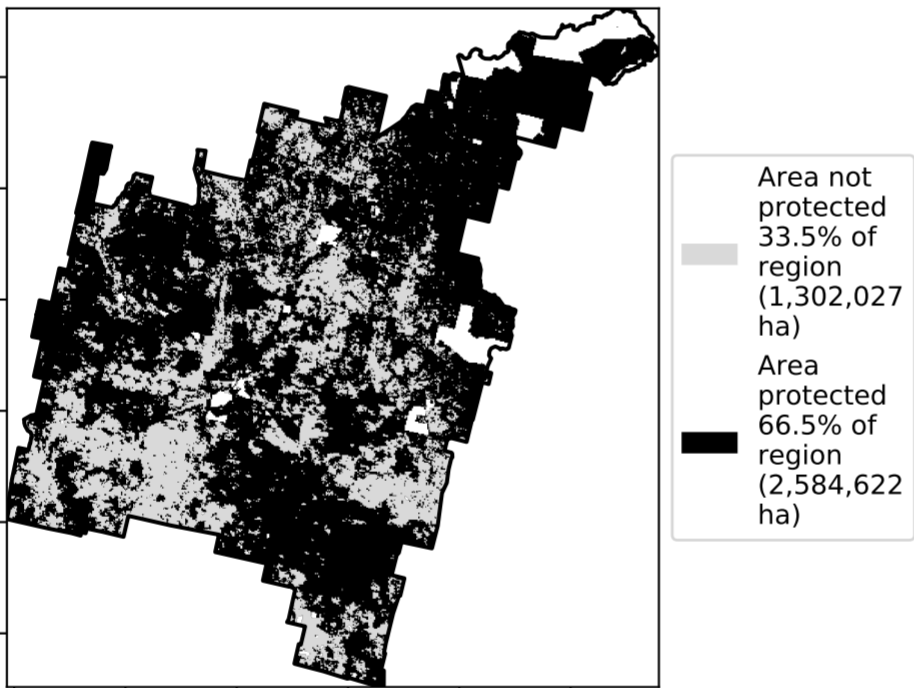 Area not
protected
33.5% of
region
(1,302,027
ha)
Area
protected
66.5% of
region
(2,584,622
ha)